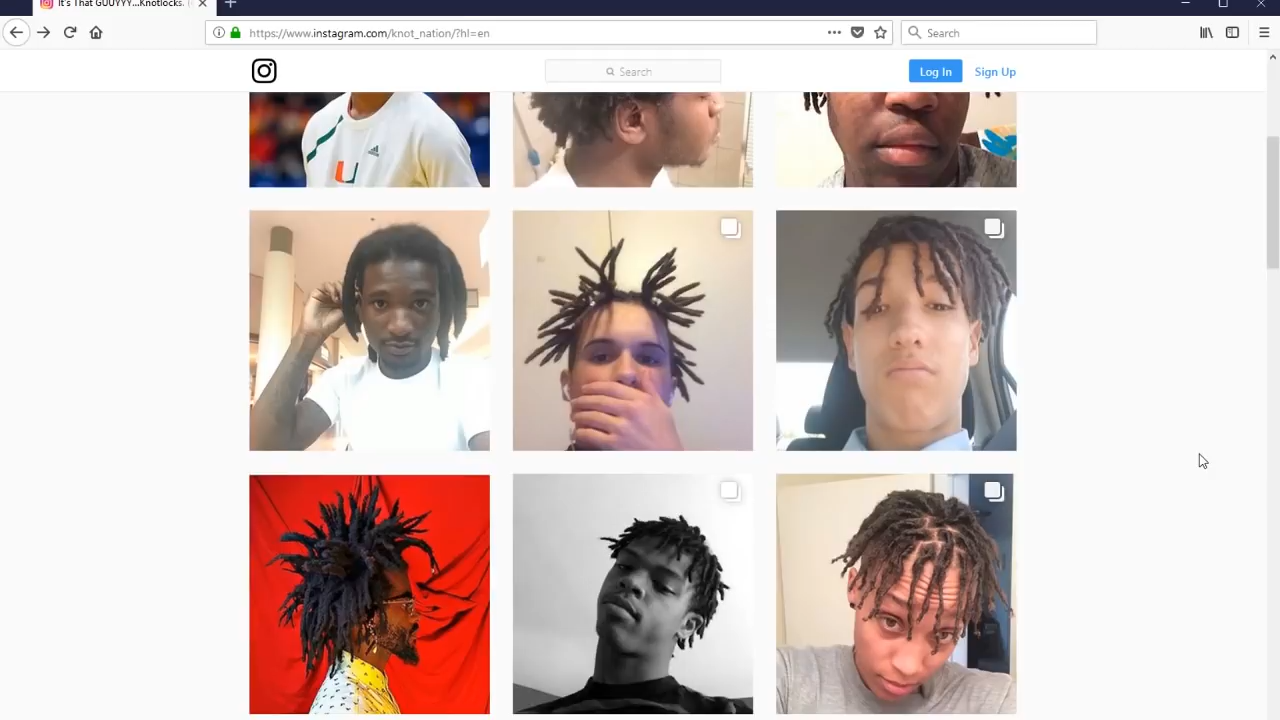 It's That GUUYYY...Knotlocks. (
https://www.instagram.com/knot_nation/?hl=en
Search
Search
Log In
Sign Up
U